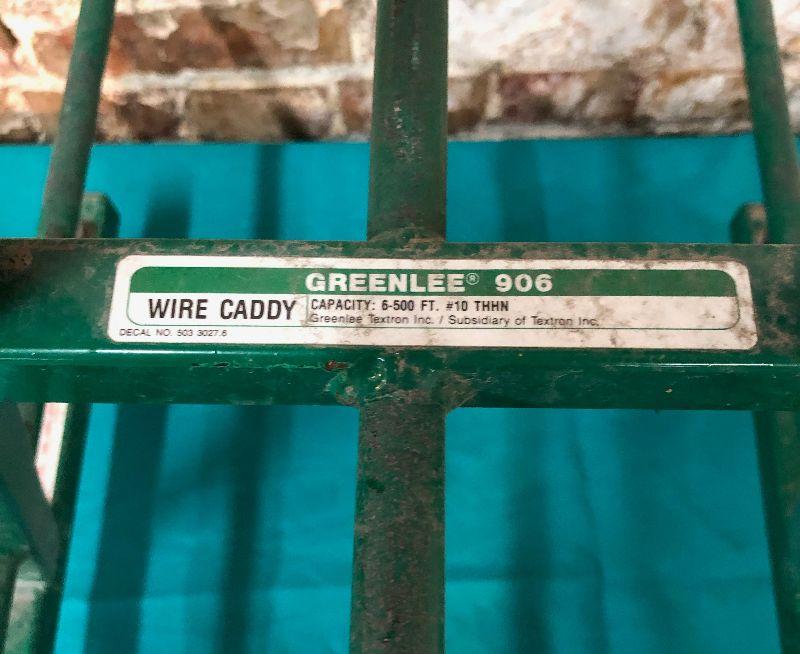 GREENLEE® 906
WIRE CADDY
CAPACITY: 6-500 FT. #10 THHN
Greenlee Textron Inc. / Subsidiary of Textron Inc.
DECAL NO. 503 3027.6